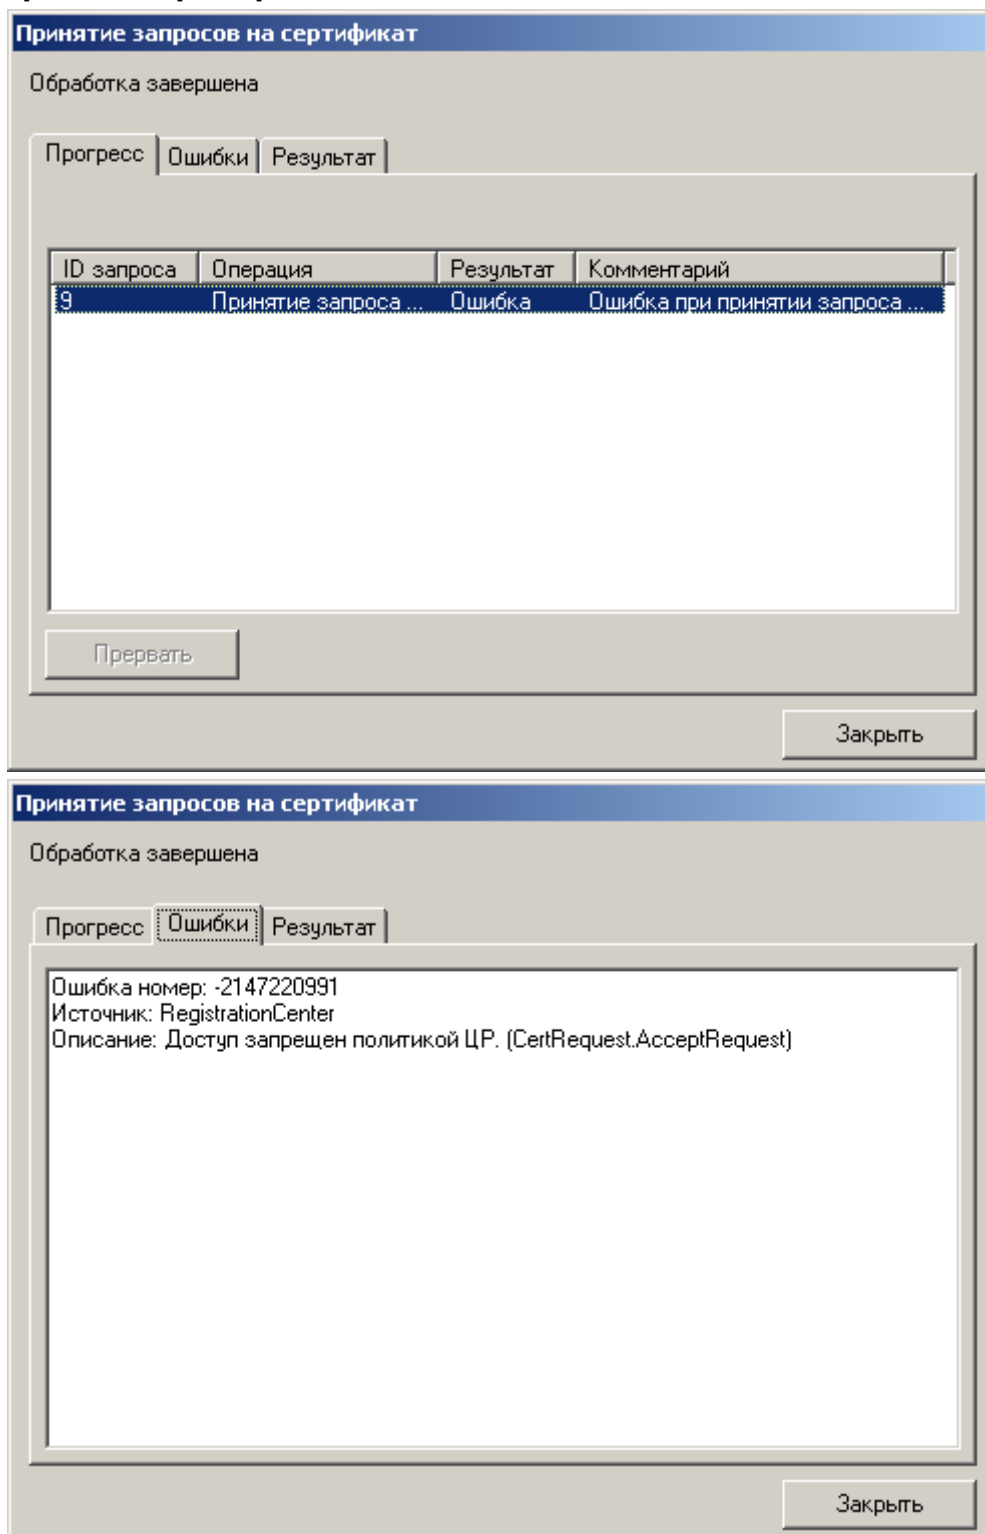 Принятие запросов на сертификат
Обработка завершена
Прогресс Ошибки Результат
ID запроса Операция Результат Комментарий
9 Принятие запроса ... Ошибка Ошибка при принятии запроса ...
Прервать
Закрыть
Принятие запросов на сертификат
Обработка завершена
Прогресс Ошибки Результат
Ошибка номер: -2147220991
Источник: RegistrationCenter
Описание: Доступ запрещен политикой ЦР. (CertRequest.AcceptRequest)
Закрыть